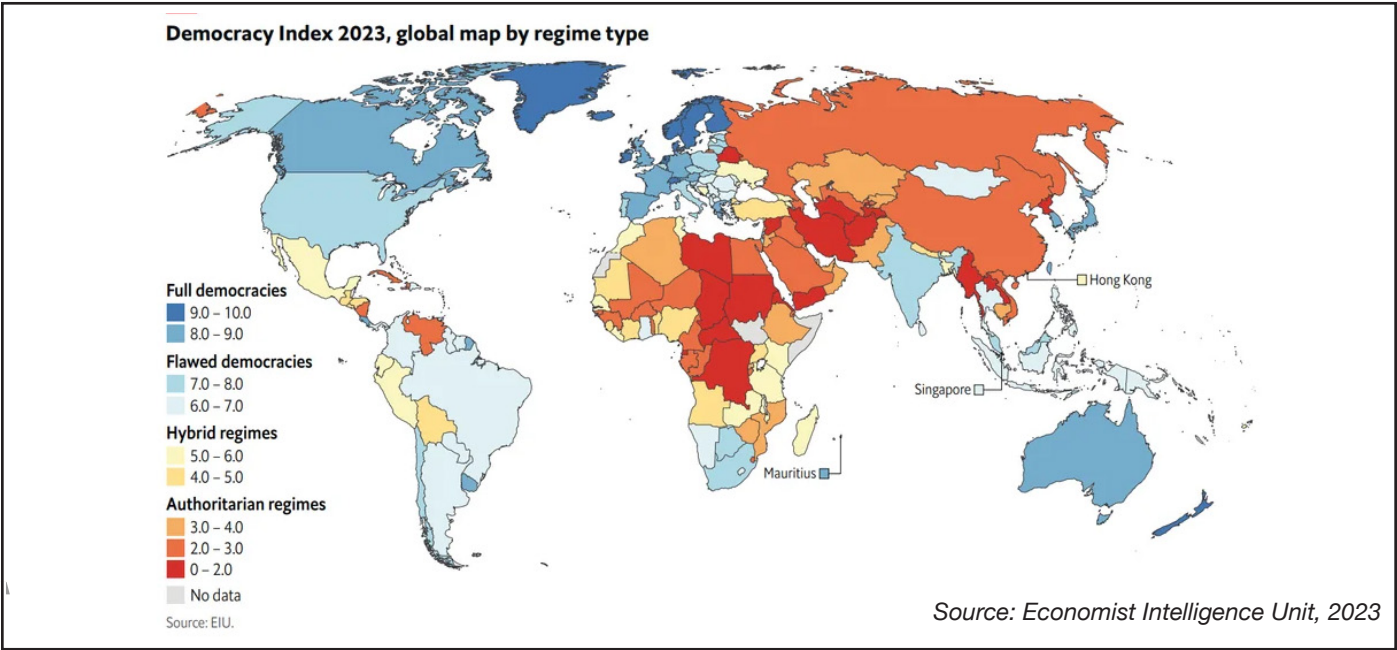 Democracy Index 2023, global map by regime type
Full democracies
9.0 – 10.0
8.0 – 9.0
Flawed democracies
7.0 – 8.0
6.0 – 7.0
Hybrid regimes
5.0 – 6.0
4.0 – 5.0
Authoritarian regimes
3.0 – 4.0
2.0 – 3.0
0 – 2.0
No data
Source: EIU.
Hong Kong
Singapore
Mauritius
Source: Economist Intelligence Unit, 2023